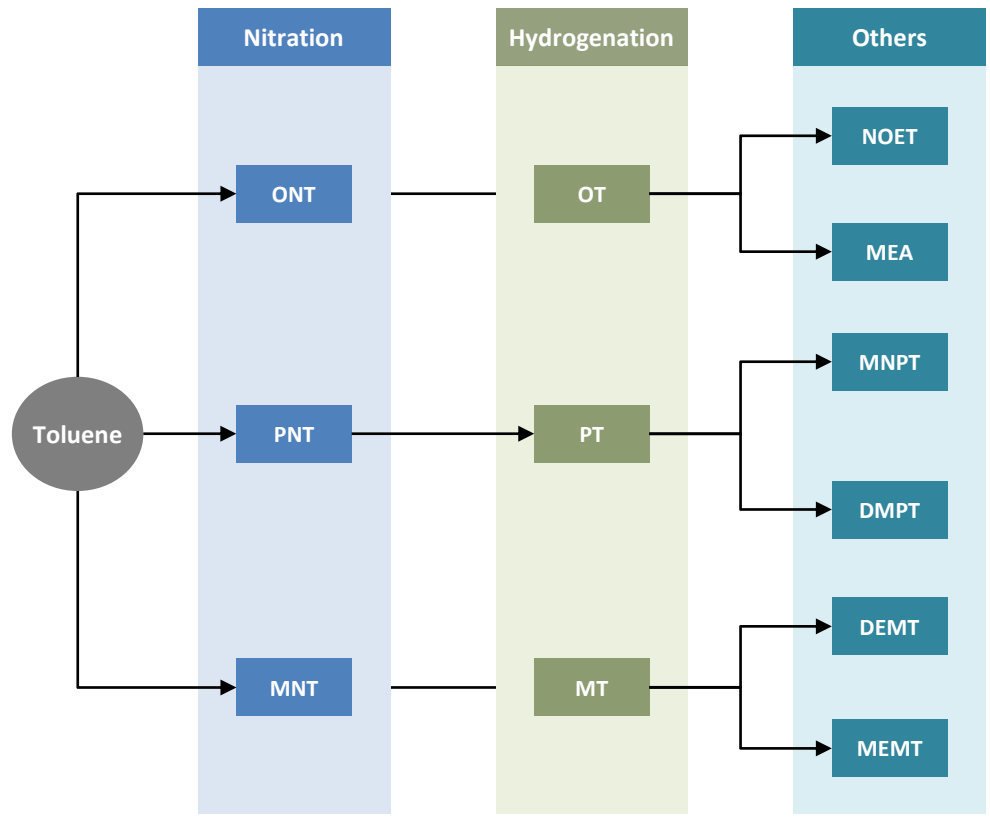 Nitration
Hydrogenation
Others
NOET
ONT
OT
MEA
MNPT
Toluene
PNT
PT
DMPT
DEMT
MNT
MT
MEMT